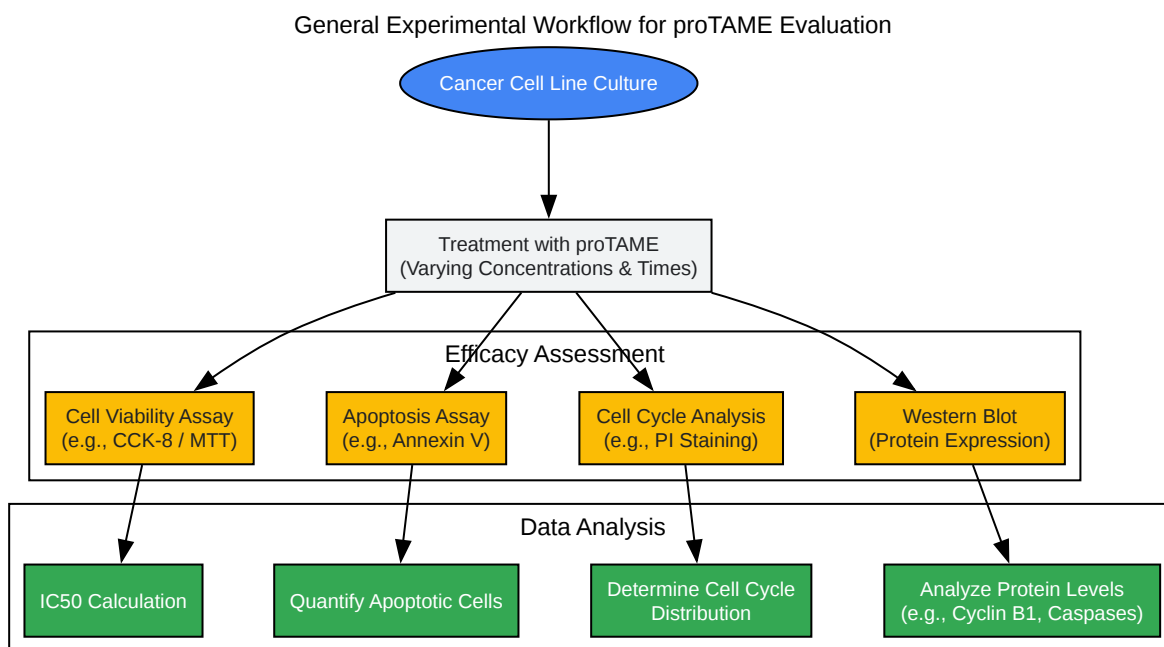 General Experimental Workflow for proTAME Evaluation
Cancer Cell Line Culture
Treatment with proTAME
(Varying Concentrations & Times)
Efficacy Assessment
Cell Viability Assay
(e.g., CCK-8 / MTT)
Apoptosis Assay
(e.g., Annexin V)
Cell Cycle Analysis
(e.g., PI Staining)
Western Blot
(Protein Expression)
Data Analysis
IC50 Calculation
Quantify Apoptotic Cells
Determine Cell Cycle
Distribution
Analyze Protein Levels
(e.g., Cyclin B1, Caspases)